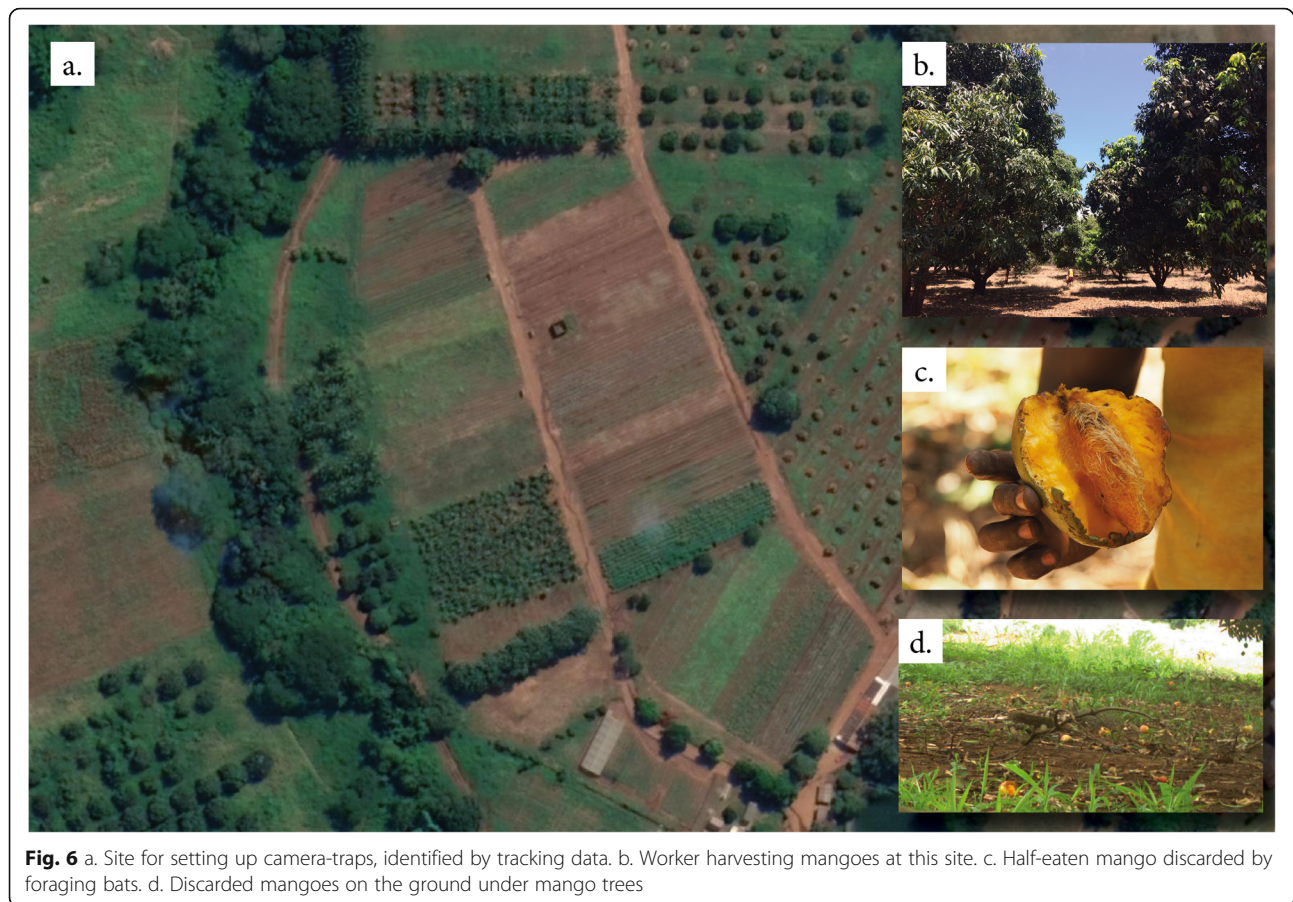 a.
b.
c.
d.
Fig. 6 a. Site for setting up camera-traps, identified by tracking data. b. Worker harvesting mangoes at this site. c. Half-eaten mango discarded by
foraging bats. d. Discarded mangoes on the ground under mango trees